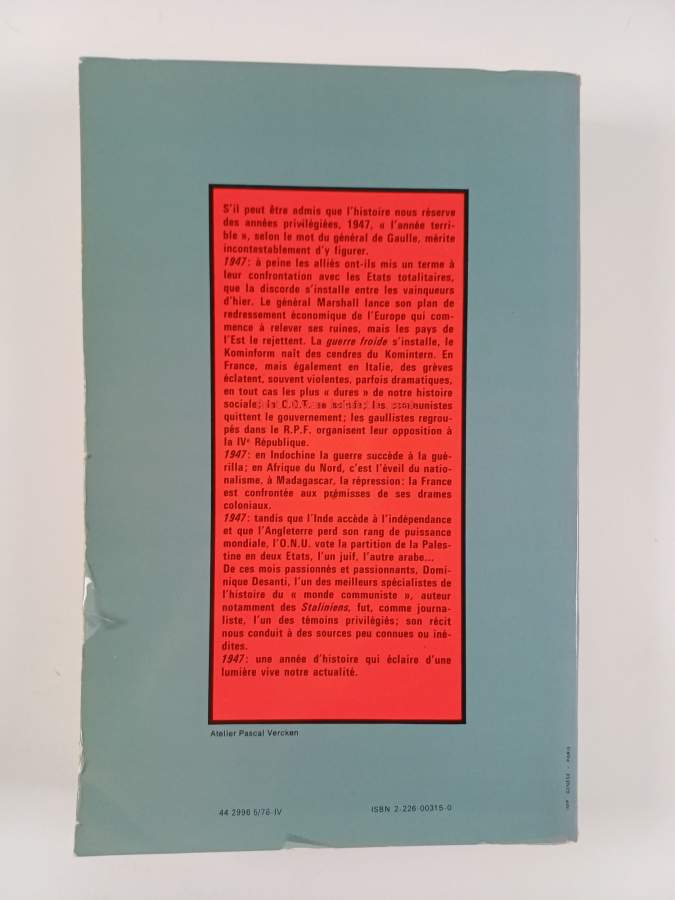 S'il peut être admis que l'histoire nous réserve
des années privilégiées, 1947, « l'année terri-
ble », selon le mot du général de Gaulle, mérite
incontestablement d'y figurer.
1947 : à peine les alliés ont-ils mis un terme à
leur confrontation avec les Etats totalitaires,
que la discorde s'installe entre les vainqueurs
d'hier. Le général Marshall lance son plan de
redressement économique de l'Europe qui com-
mence à relever ses ruines, mais les pays de
l'Est le rejettent. La guerre froide s'installe, le
Kominform naît des cendres du Komintern. En
France, mais également en Italie, des grèves
éclatent, souvent violentes, parfois dramatiques,
en tout cas les plus « dures » de notre histoire
sociale; la C.G.T. se scinde; les communistes
quittent le gouvernement; les gaullistes regrou-
pés dans le R.P.F. organisent leur opposition à
la IVe République.
1947 : en Indochine la guerre succède à la gué-
rilla; en Afrique du Nord, c'est l'éveil du natio-
nalisme, à Madagascar, la répression: la France
est confrontée aux prémisses de ses drames
coloniaux.
1947 : tandis que l'Inde accède à l'indépendance
et que l'Angleterre perd son rang de puissance
mondiale, l'O.N.U. vote la partition de la Pales-
tine en deux Etats, l'un juif, l'autre arabe...
De ces mois passionnés et passionnants, Domi-
nique Desanti, l'un des meilleurs spécialistes de
l'histoire du « monde communiste », auteur
notamment des Staliniens, fut, comme journa-
liste, l'un des témoins privilégiés; son récit
nous conduit à des sources peu connues ou iné-
dites.
1947 : une année d'histoire qui éclaire d'une
lumière vive notre actualité.
Atelier Pascal Vercken
44 2996 5/76-IV
ISBN 2-226-00315-0